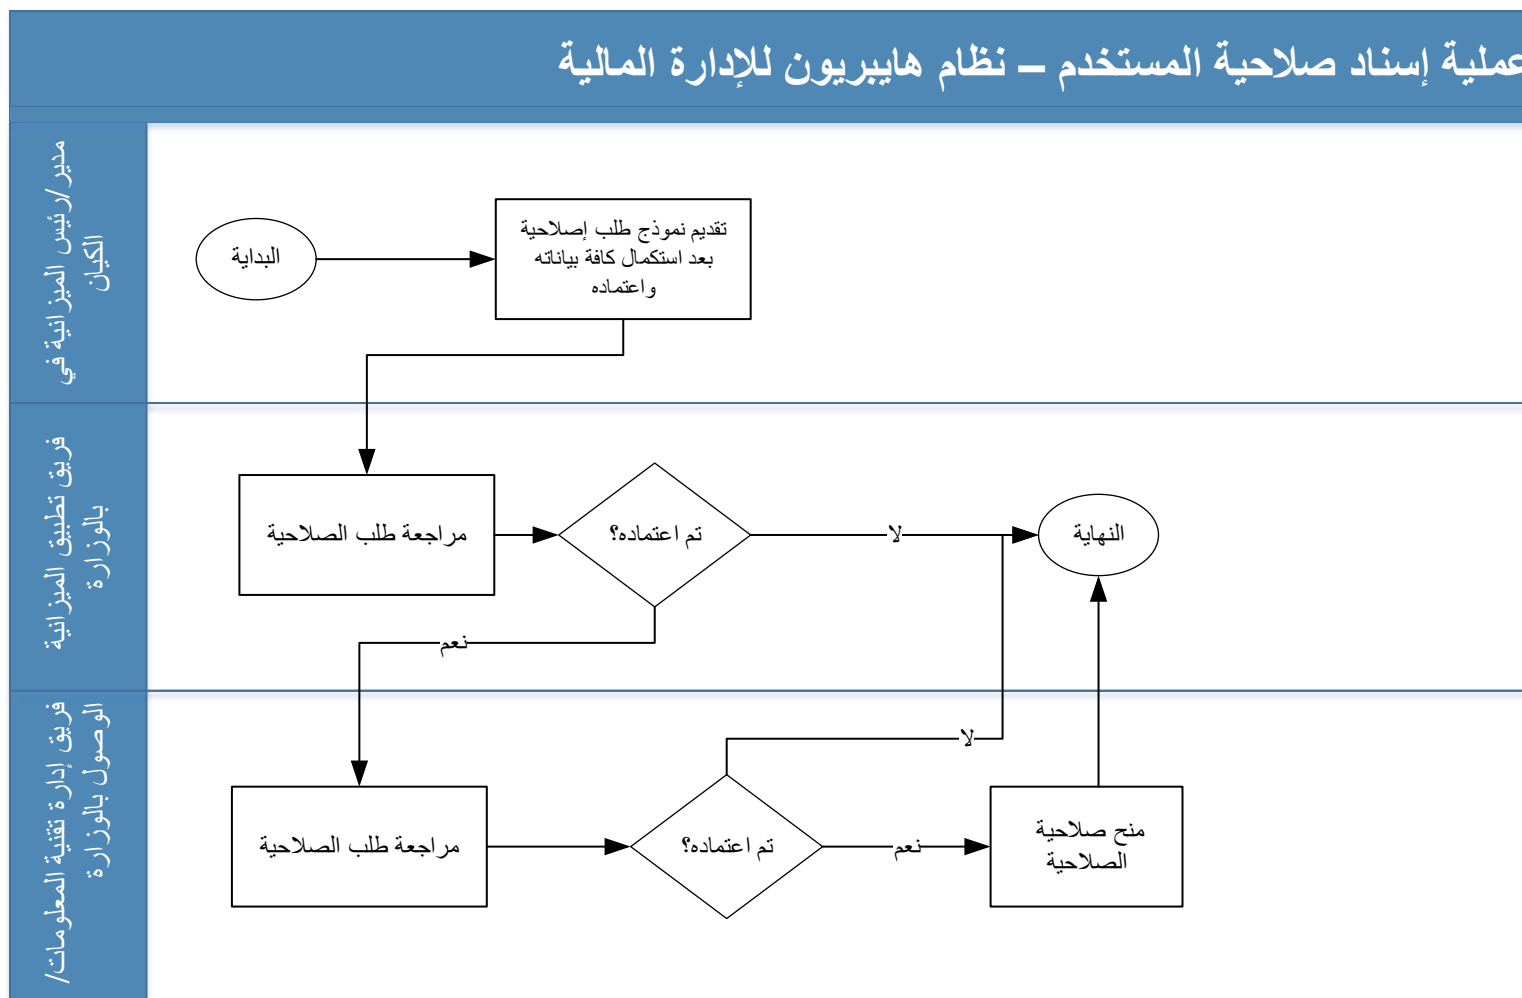 عملية إسناد صلاحية المستخدم – نظام هايبريون للإدارة المالية
مدير/رئيس الميزانية في
الكيان
البداية
تقديم نموذج طلب إصلاحية
بعد استكمال كافة بياناته
واعتماده
فريق تطبيق الميزانية
بالوزارة
مراجعة طلب الصلاحية
تم اعتماده؟
لا
النهاية
نعم
فريق إدارة تقنية المعلومات/
الوصول بالوزارة
مراجعة طلب الصلاحية
تم اعتماده؟
لا
نعم
منح صلاحية
الصلاحية